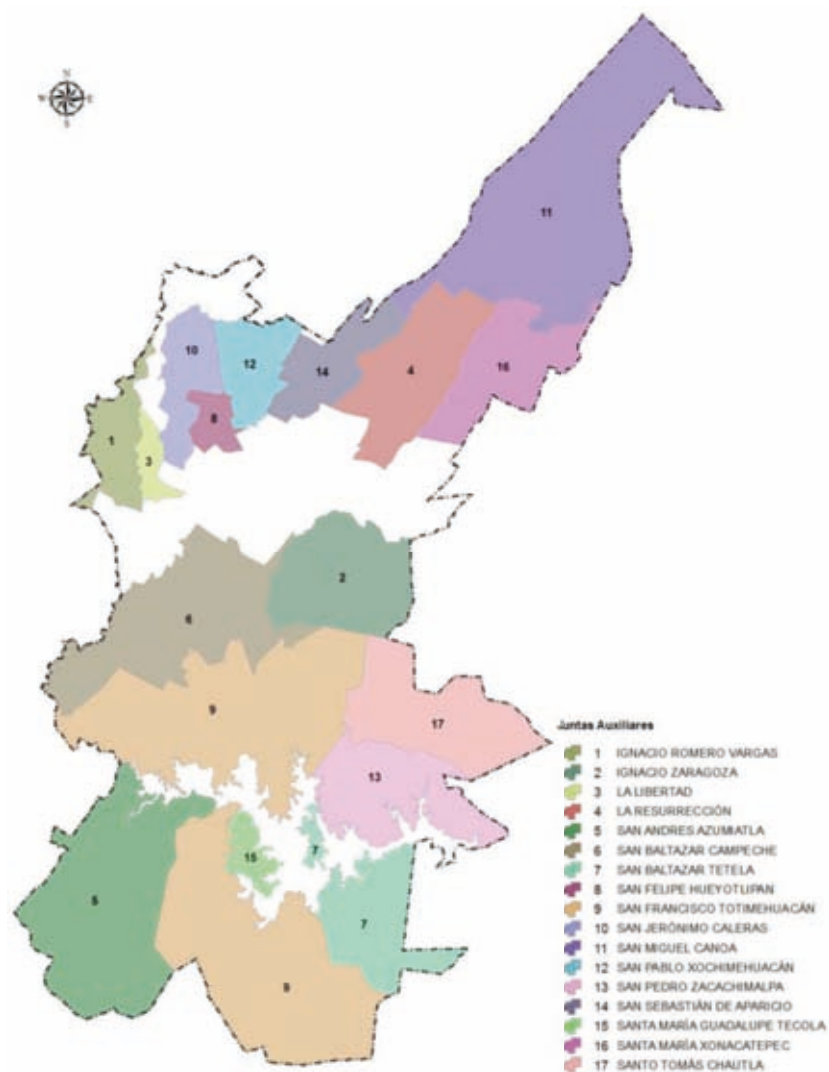 N
W E
S
11
10
12
14
4
16
8
1
3
2
6
9
17
13
15
7
5
7
9
Juntas Auxiliares
1 IGNACIO ROMERO VARGAS
2 IGNACIO ZARAGOZA
3 LA LIBERTAD
4 LA RESURRECCIÓN
5 SAN ANDRES AZUMIATLA
6 SAN BALTAZAR CAMPECHE
7 SAN BALTAZAR TETELA
8 SAN FELIPE HUEYOTLIPAN
9 SAN FRANCISCO TOTIMEHUACÁN
10 SAN JERÓNIMO CALERAS
11 SAN MIGUEL CANOA
12 SAN PABLO XOCHIMEHUACÁN
13 SAN PEDRO ZACACHIMALPA
14 SAN SEBASTIÁN DE APARICIO
15 SANTA MARÍA GUADALUPE TECOLA
16 SANTA MARÍA XONACATEPEC
17 SANTO TOMÁS CHAUTLA